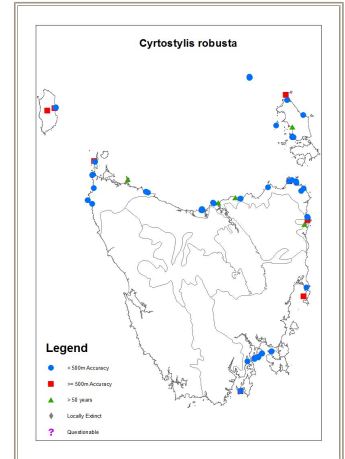 Cyrtostylis robusta
Legend
< 500m Accuracy
>= 500m Accuracy
> 50 years
Locally Extinct
? Questionable